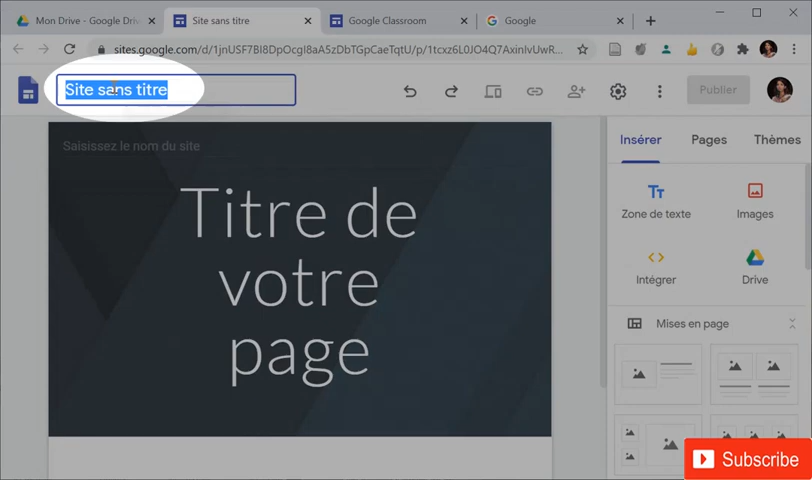 Mon Drive - Google Driv
Site sans titre
Google Classroom
Google
sites.google.com/d/1jnUSF7BI8DpOcgI8aA5zDbTGpCaeTqtU/p/1tcxz6L0JO4Q7AxinIvUwR...
Site sans titre
Publier
Saisissez le nom du site
Titre de
votre
page
Insérer
Pages
Thèmes
Zone de texte
Images
Intégrer
Drive
Mises en page
Subscribe